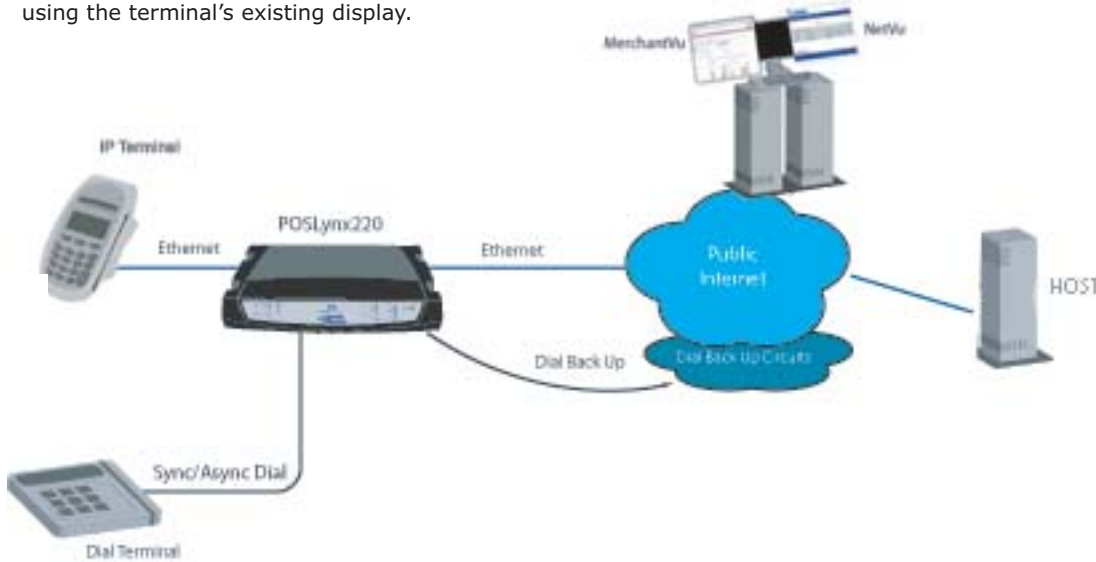 using the terminal's existing display.
MerchantVu
NetVu
IP Terminal
POSLynx220
Ethernet
Ethernet
Public
Internet
HOST
Dial Back Up
Dial Back Up Circuits
Sync/Async Dial
Dial Terminal